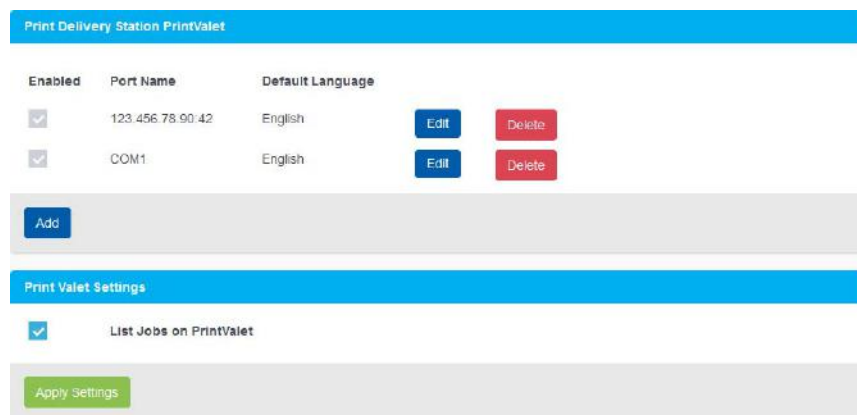 Print Delivery Station PrintValet
Enabled Port Name Default Language
123.456.78.90:42 English Edit Delete
COM1 English Edit Delete
Add
Print Valet Settings
List Jobs on PrintValet
Apply Settings